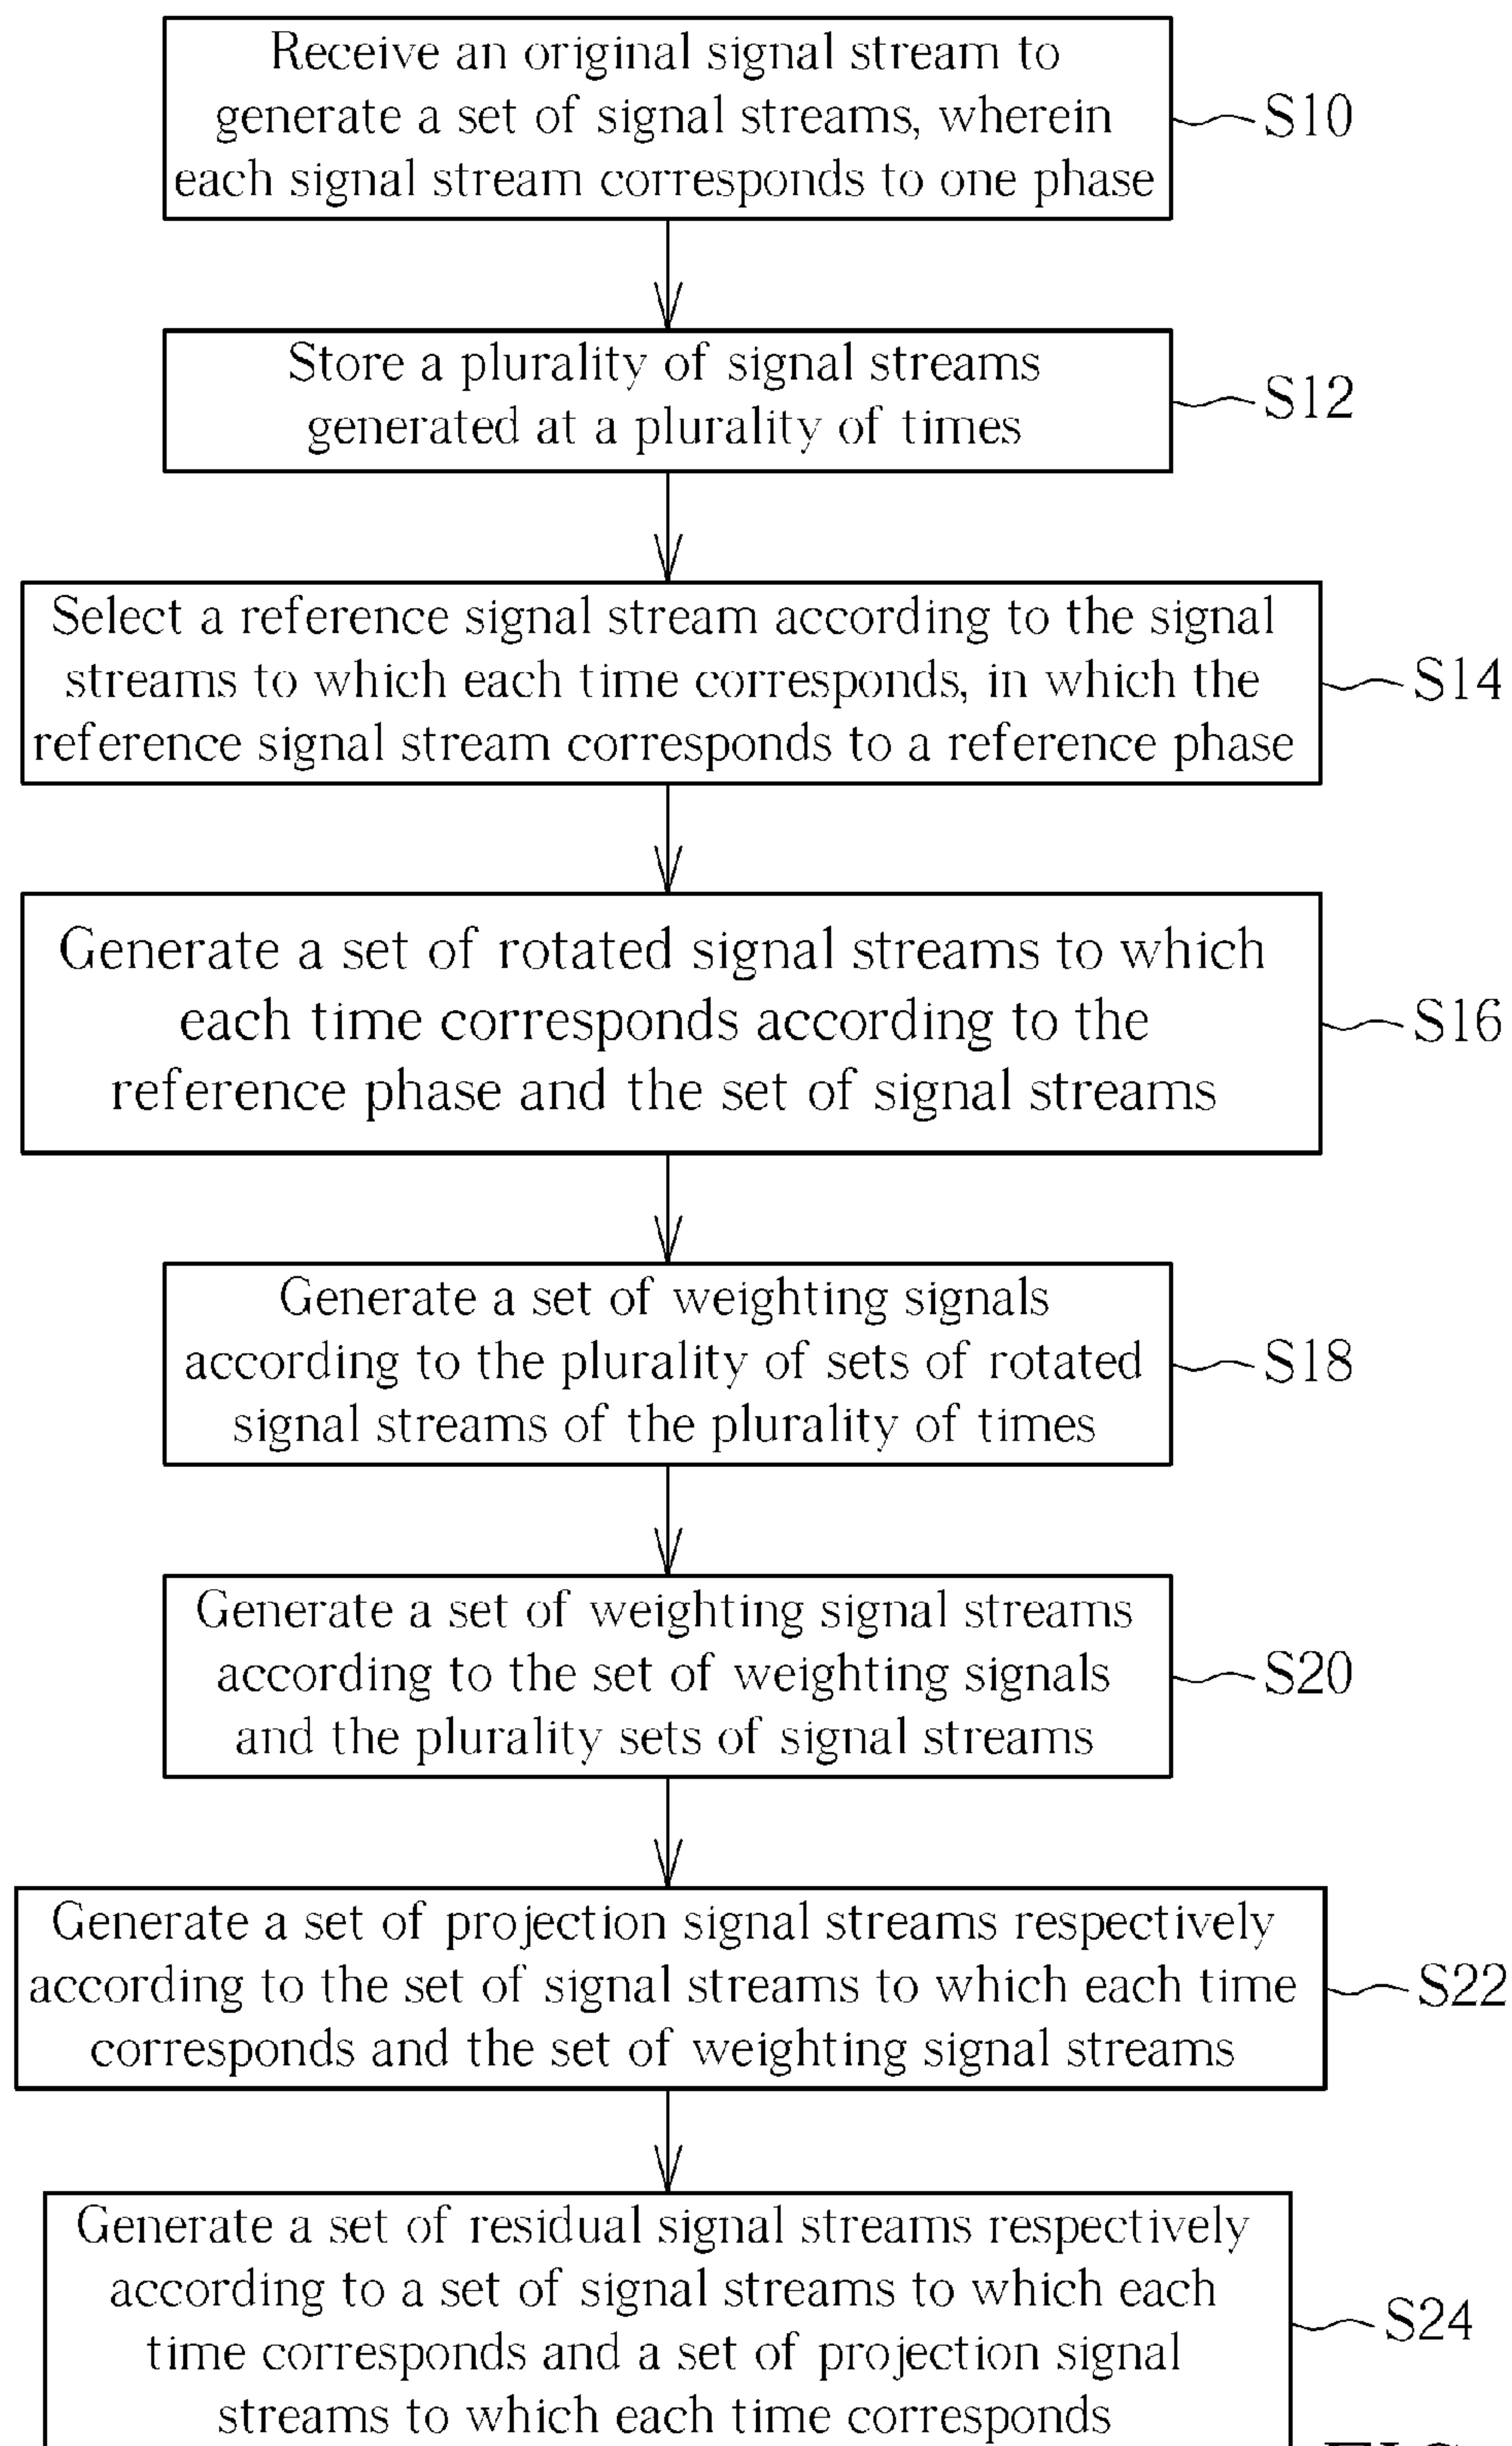 Receive an original signal stream to
generate a set of signal streams, wherein
each signal stream corresponds to one phase
S10
Store a plurality of signal streams
generated at a plurality of times
S12
Select a reference signal stream according to the signal
streams to which each time corresponds, in which the
reference signal stream corresponds to a reference phase
S14
Generate a set of rotated signal streams to which
each time corresponds according to the
reference phase and the set of signal streams
S16
Generate a set of weighting signals
according to the plurality of sets of rotated
signal streams of the plurality of times
S18
Generate a set of weighting signal streams
according to the set of weighting signals
and the plurality sets of signal streams
S20
Generate a set of projection signal streams respectively
according to the set of signal streams to which each time
corresponds and the set of weighting signal streams
S22
Generate a set of residual signal streams respectively
according to a set of signal streams to which each
time corresponds and a set of projection signal
streams to which each time corresponds
S24